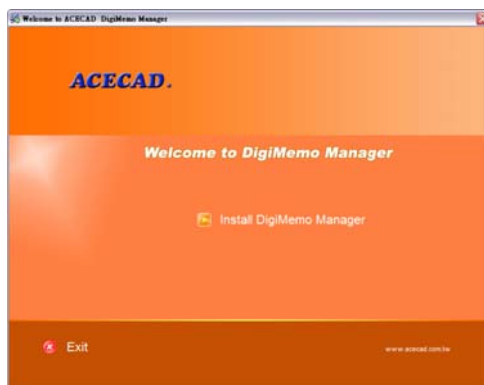 Welcome to ACECAD DigiMemo Manager
ACECAD.
Welcome to DigiMemo Manager
Install DigiMemo Manager
Exit
www.acecad.com.tw